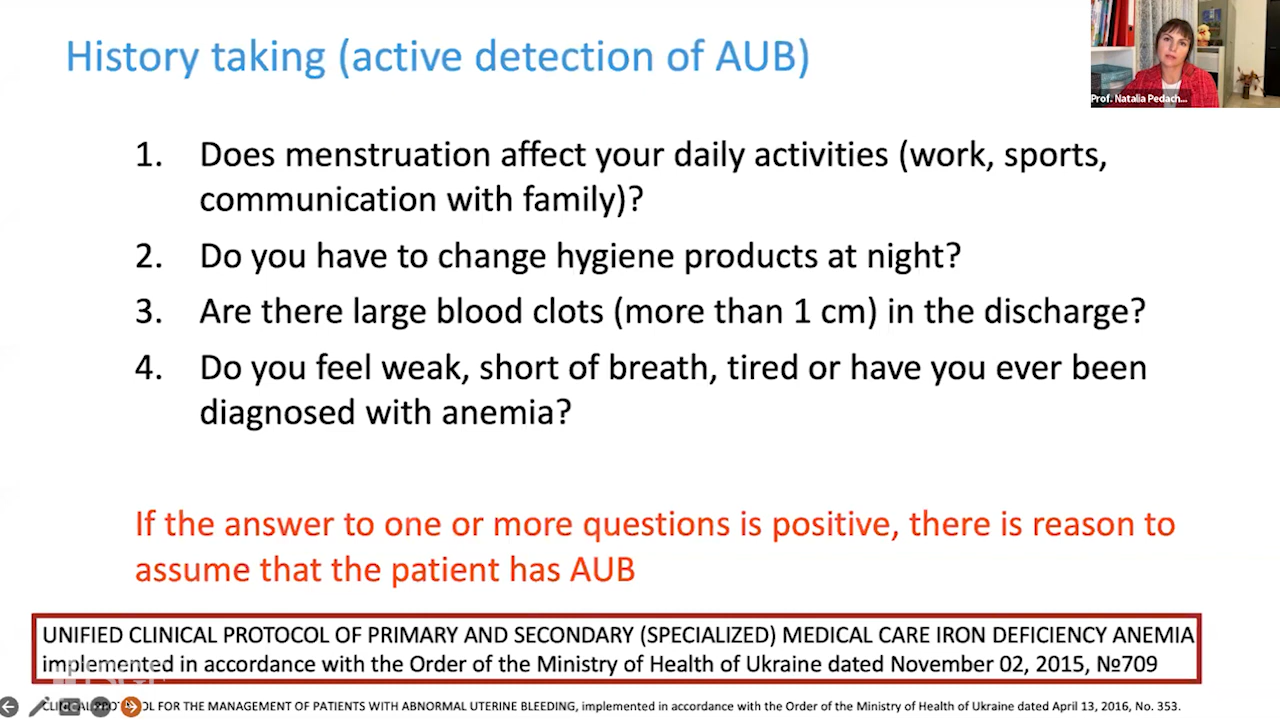 History taking (active detection of AUB)
Prof. Natalia Pedach...
1. Does menstruation affect your daily activities (work, sports,
communication with family)?
2. Do you have to change hygiene products at night?
3. Are there large blood clots (more than 1 cm) in the discharge?
4. Do you feel weak, short of breath, tired or have you ever been
diagnosed with anemia?
If the answer to one or more questions is positive, there is reason to
assume that the patient has AUB
UNIFIED CLINICAL PROTOCOL OF PRIMARY AND SECONDARY (SPECIALIZED) MEDICAL CARE IRON DEFICIENCY ANEMIA
implemented in accordance with the Order of the Ministry of Health of Ukraine dated November 02, 2015, №709
CLINICAL PROTOCOL FOR THE MANAGEMENT OF PATIENTS WITH ABNORMAL UTERINE BLEEDING, implemented in accordance with the Order of the Ministry of Health of Ukraine dated April 13, 2016, No. 353.